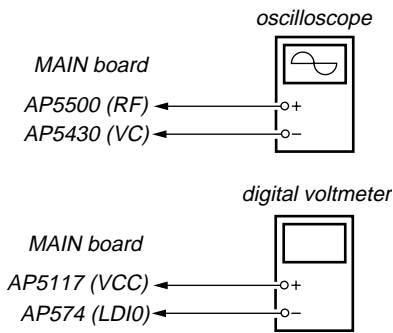 oscilloscope
MAIN board
AP5500 (RF)
+
AP5430 (VC)
–
digital voltmeter
MAIN board
AP5117 (VCC)
+
AP574 (LDI0)
–